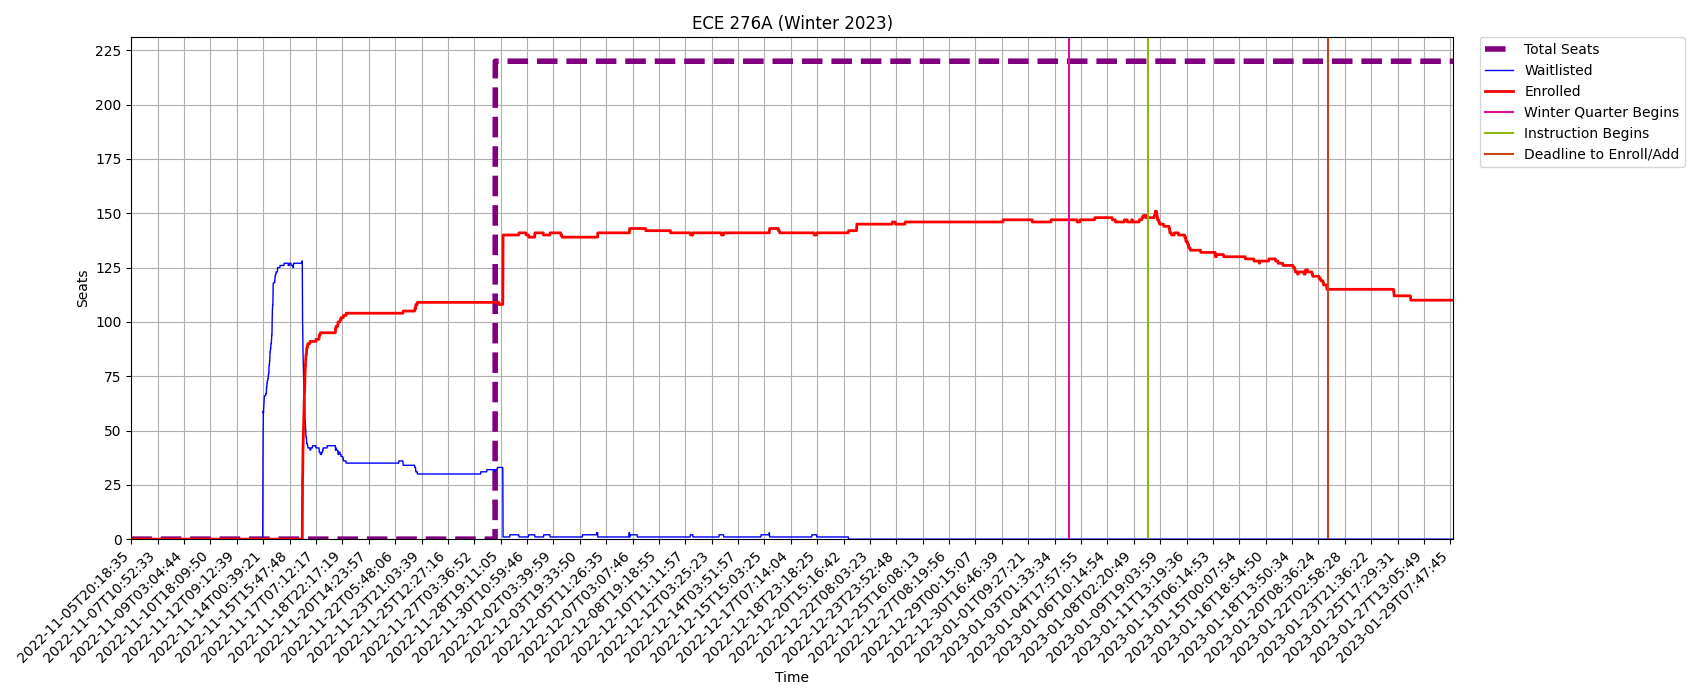 ECE 276A (Winter 2023)
Total Seats
Waitlisted
Enrolled
Winter Quarter Begins
Instruction Begins
Deadline to Enroll/Add
Seats
225
200
175
150
125
100
75
50
25
0
2022-11-05T20:18:35
2022-11-07T10:52:33
2022-11-09T03:04:44
2022-11-10T18:09:50
2022-11-12T09:12:39
2022-11-14T00:39:21
2022-11-15T15:47:48
2022-11-17T07:12:17
2022-11-18T22:17:19
2022-11-20T14:23:57
2022-11-22T05:48:06
2022-11-23T21:03:39
2022-11-25T12:27:16
2022-11-27T03:36:52
2022-11-28T19:11:05
2022-11-30T10:59:46
2022-12-02T03:39:59
2022-12-03T19:33:50
2022-12-05T11:26:35
2022-12-07T03:07:46
2022-12-08T19:18:55
2022-12-10T11:11:57
2022-12-12T03:25:23
2022-12-14T03:51:57
2022-12-15T15:03:25
2022-12-17T07:14:04
2022-12-18T23:18:25
2022-12-20T15:16:42
2022-12-22T08:03:23
2022-12-23T23:52:48
2022-12-25T16:08:13
2022-12-27T08:19:56
2022-12-29T00:15:07
2022-12-30T16:46:39
2023-01-01T09:27:21
2023-01-03T01:33:34
2023-01-04T17:57:55
2023-01-06T10:14:54
2023-01-08T02:20:49
2023-01-09T19:03:59
2023-01-11T13:19:36
2023-01-13T06:14:53
2023-01-15T00:07:54
2023-01-16T18:54:50
2023-01-18T13:50:34
2023-01-20T08:36:24
2023-01-22T02:58:28
2023-01-23T21:36:22
2023-01-25T17:29:31
2023-01-27T13:05:49
2023-01-29T07:47:45
Time